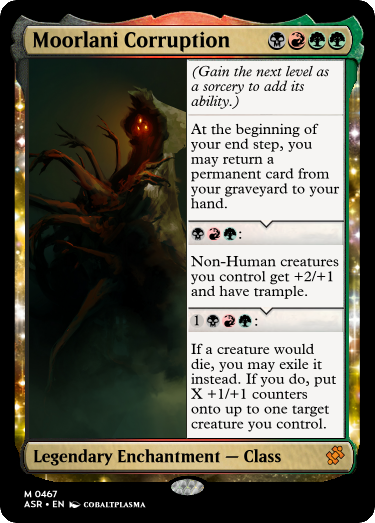 Moorlani Corruption
(Gain the next level as
a sorcery to add its
ability.)
At the beginning of
your end step, you
may return a
permanent card from
your graveyard to your
hand.
:
Non-Human creatures
you control get +2/+1
and have trample.
1 :
If a creature would
die, you may exile it
instead. If you do, put
X +1/+1 counters
onto up to one target
creature you control.
Legendary Enchantment — Class
M 0467
ASR • EN COBALTPLASMA